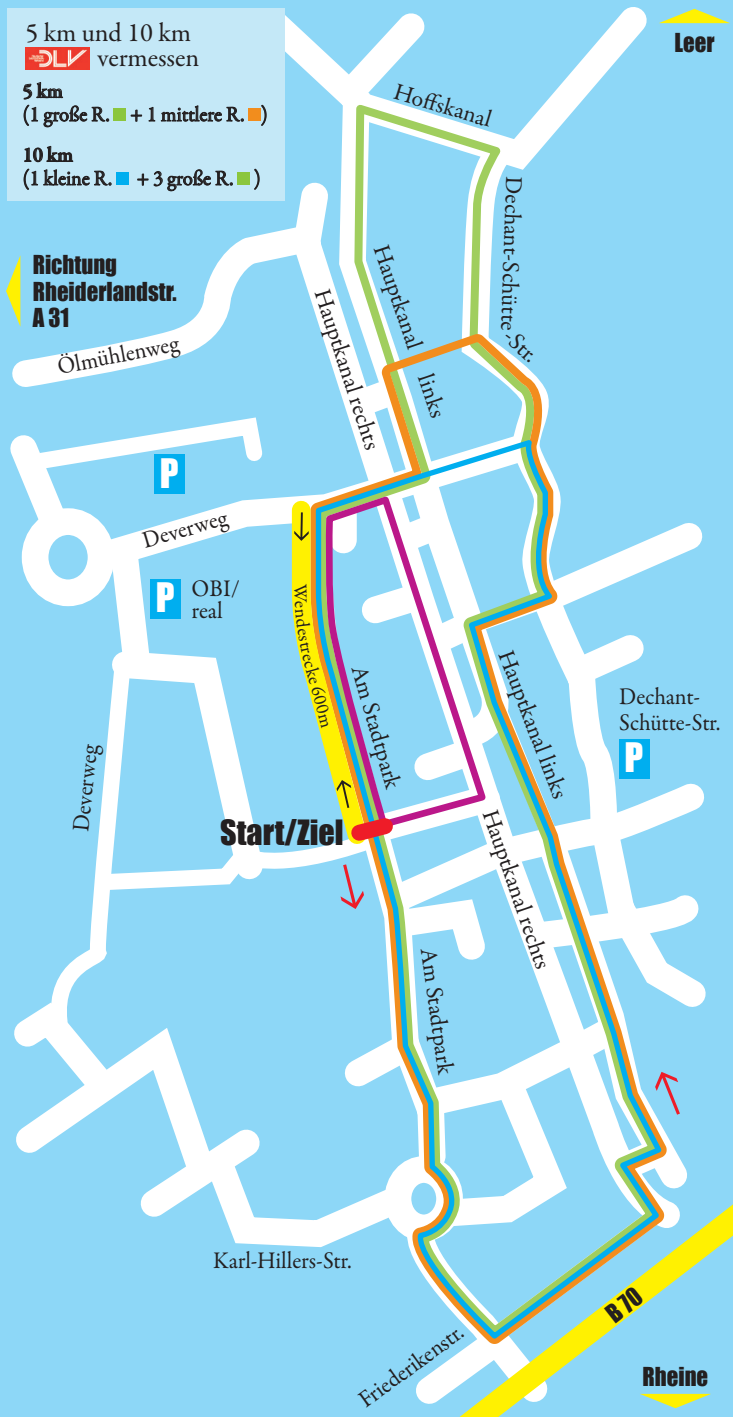 5 km und 10 km
DLV vermessen
5 km
(1 große R. + 1 mittlere R. )
10 km
(1 kleine R. + 3 große R. )
Leer
Hoffskanal
Dechant-Schütte-Str.
Richtung
Rheiderlandstr.
A 31
Hauptkanal
links
Hauptkanal rechts
Ölmühlenweg
P
Deverweg
P
OBI/
real
Wendestrecke 600m
Am Stadtpark
Hauptkanal links
Dechant-
Schütte-Str.
P
Deverweg
Start/Ziel
Hauptkanal rechts
Am Stadtpark
Karl-Hillers-Str.
B 70
Friederikenstr.
Rheine